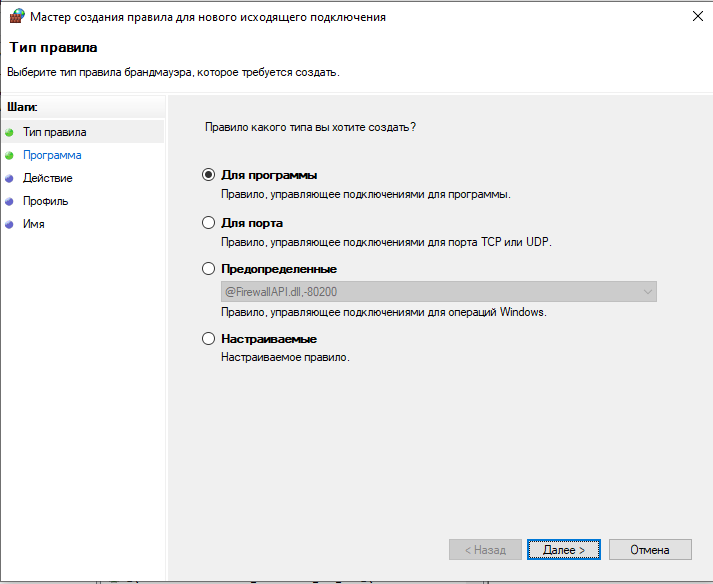 Мастер создания правила для нового исходящего подключения
Тип правила
Выберите тип правила брандмауэра, которое требуется создать.
Шаги:
Тип правила
Программа
Действие
Профиль
Имя
Правило какого типа вы хотите создать?
Для программы
Правило, управляющее подключениями для программы.
Для порта
Правило, управляющее подключениями для порта TCP или UDP.
Предопределенные
@FirewallAPI.dll,-80200
Правило, управляющее подключениями для операций Windows.
Настраиваемые
Настраиваемое правило.
< Назад
Далее >
Отмена